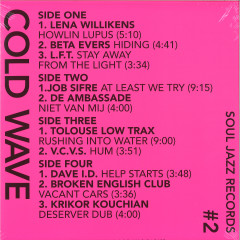 COLD WAVE
SIDE ONE
1. LENA WILLIKENS
HOWLIN LUPUS (5:10)
2. BETA EVERS HIDING (4:41)
3. L.F.T. STAY AWAY
FROM THE LIGHT (3:34)
SIDE TWO
1.JOB SIFRE AT LEAST WE TRY (9:15)
2. DE AMBASSADE
NIET VAN MIJ (4:00)
SIDE THREE
1. TOLOUSE LOW TRAX
RUSHING INTO WATER (9:00)
2. V.C.V.S. HUM (3:51)
SIDE FOUR
1. DAVE I.D. HELP STARTS (3:48)
2. BROKEN ENGLISH CLUB
VACANT CARS (3:36)
3. KRIKOR KOUCHIAN
DESERVER DUB (4:00)
SOUL JAZZ RECORDS
#2